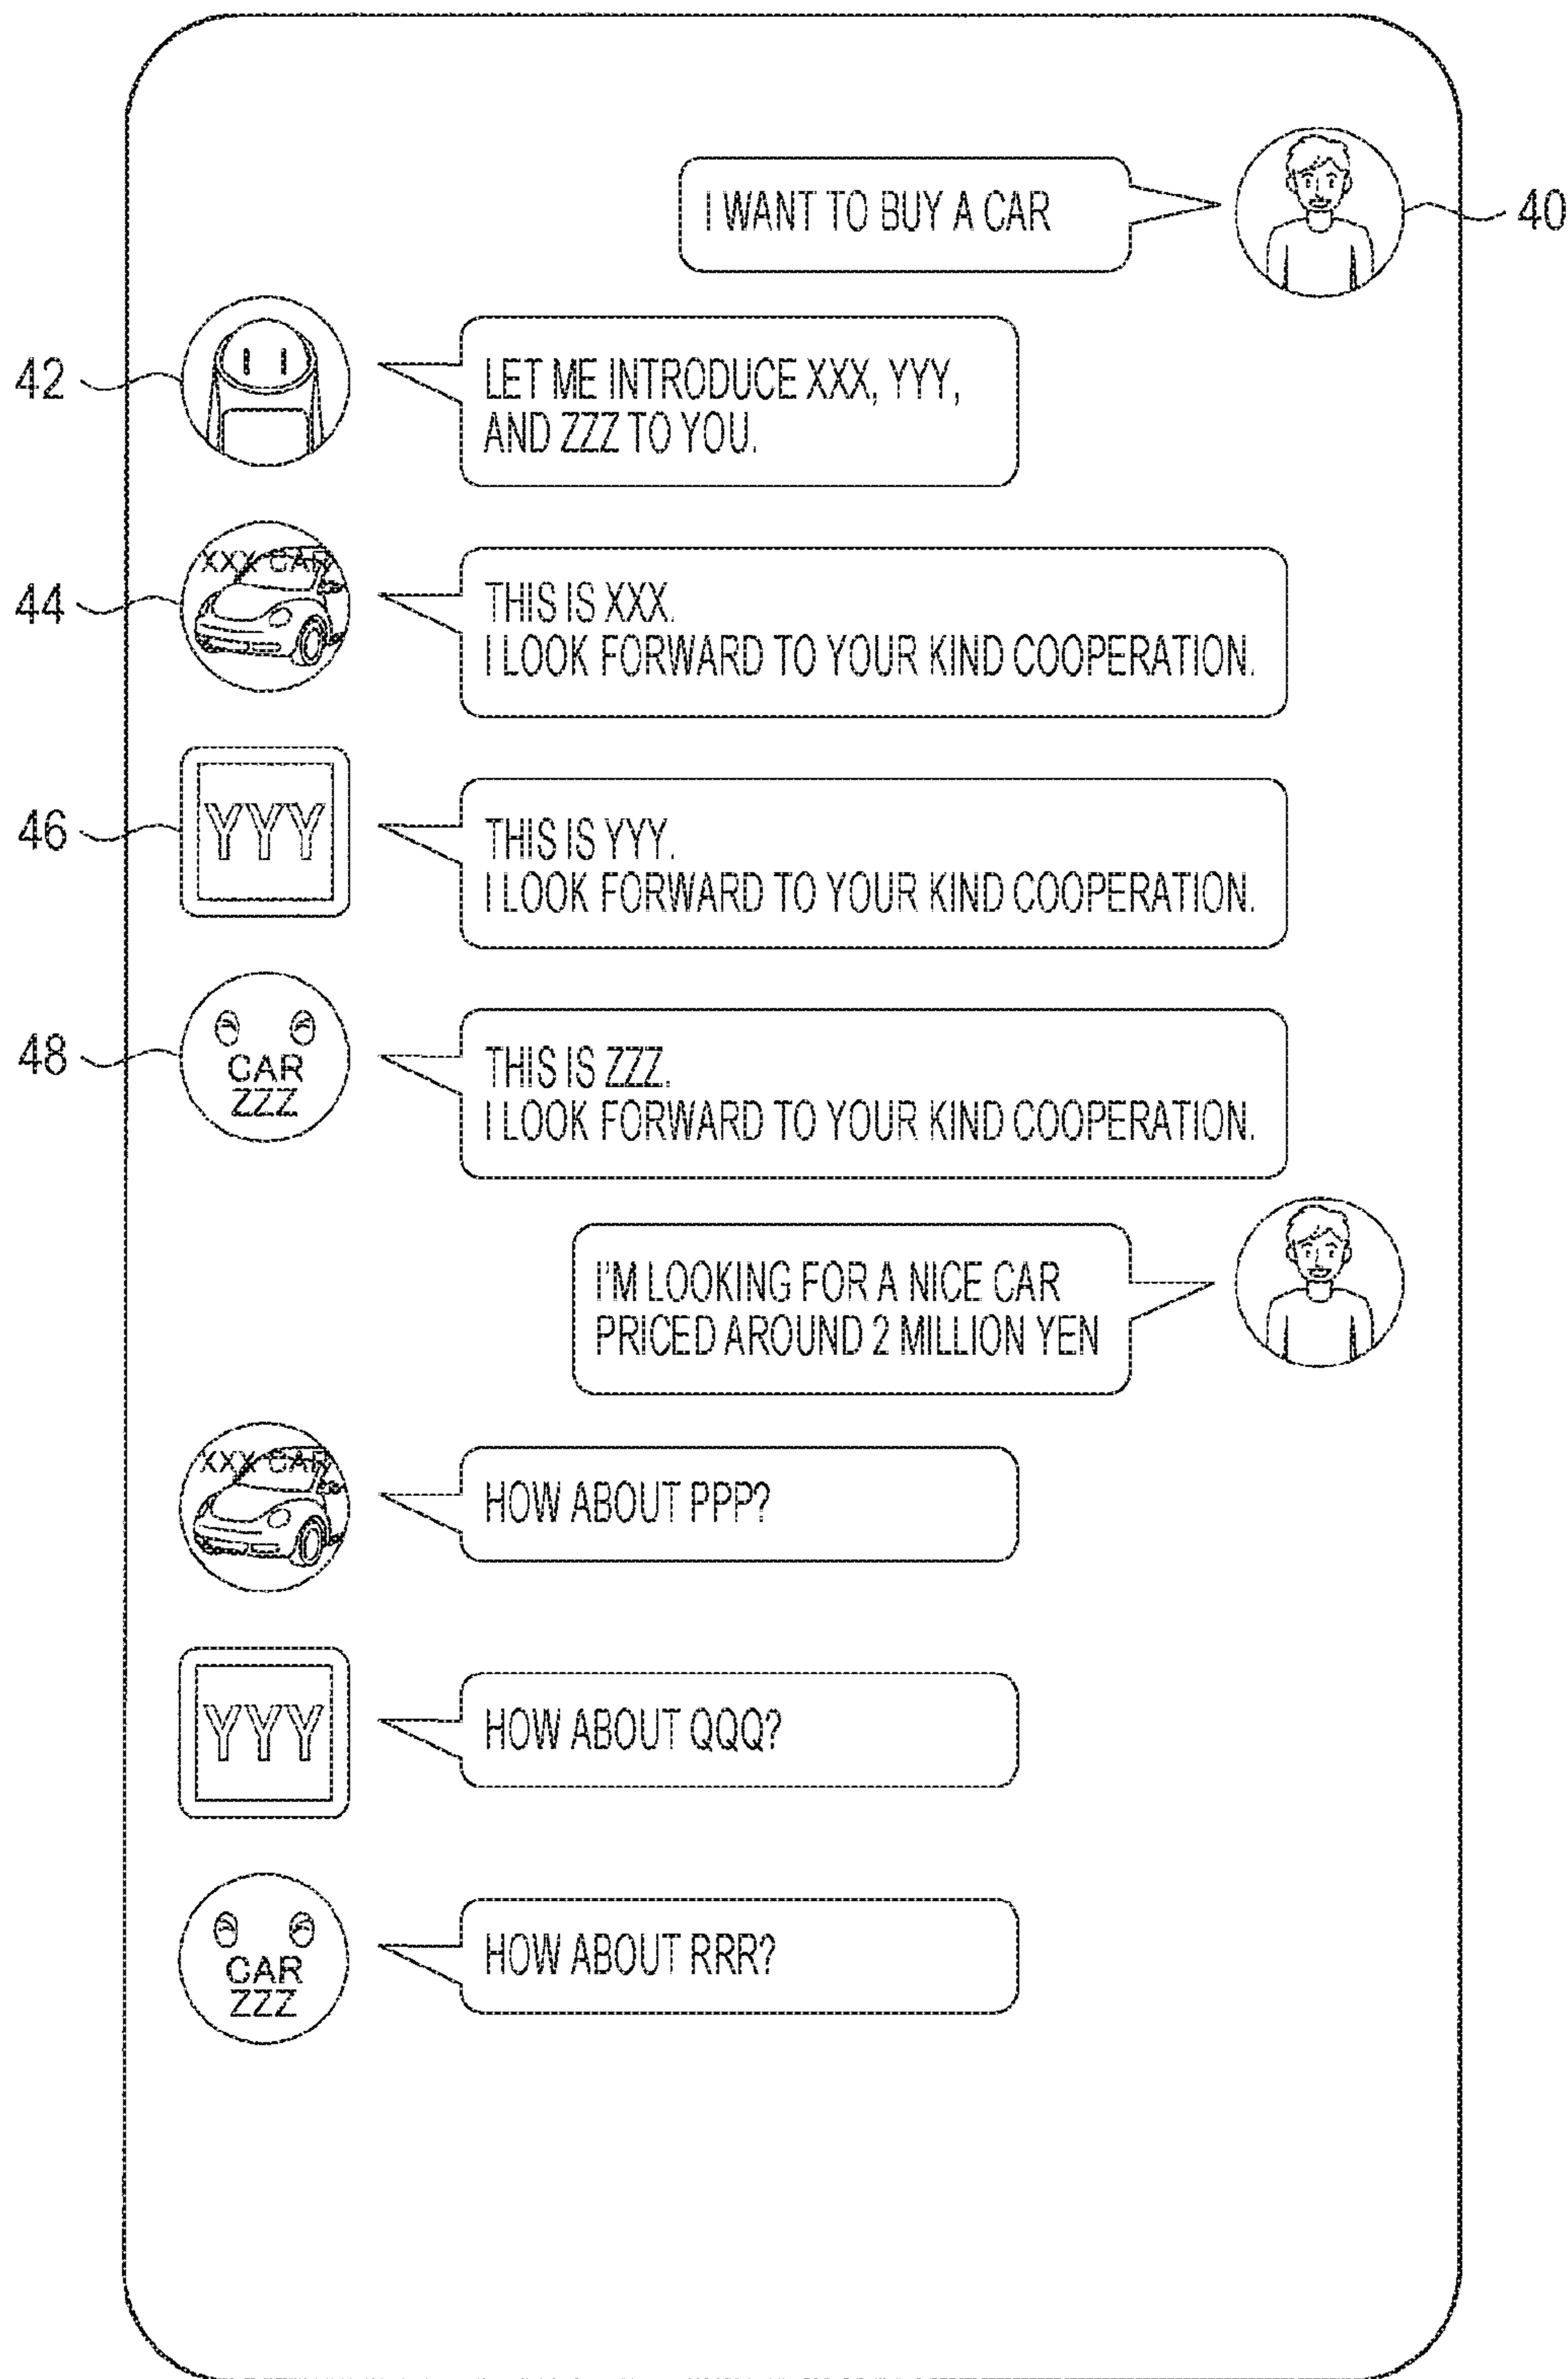 I WANT TO BUY A CAR
40
42
LET ME INTRODUCE XXX, YYY,
AND ZZZ TO YOU.
XXX CAR
44
THIS IS XXX.
I LOOK FORWARD TO YOUR KIND COOPERATION.
46
YYY
THIS IS YYY.
I LOOK FORWARD TO YOUR KIND COOPERATION.
48
CAR
ZZZ
THIS IS ZZZ.
I LOOK FORWARD TO YOUR KIND COOPERATION.
I'M LOOKING FOR A NICE CAR
PRICED AROUND 2 MILLION YEN
XXX CAR
HOW ABOUT PPP?
YYY
HOW ABOUT QQQ?
CAR
ZZZ
HOW ABOUT RRR?